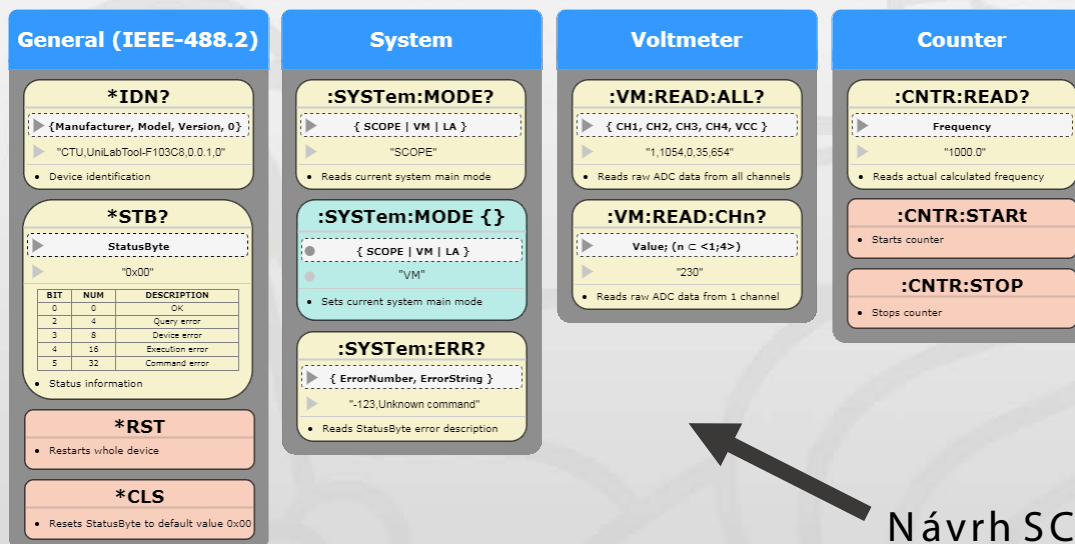 General (IEEE-488.2)
*IDN?
{Manufacturer, Model, Version, 0}
"CTU,UniLabTool-F103C8,0.0.1,0"
• Device identification
*STB?
StatusByte
"0x00"
BIT NUM DESCRIPTION
0 0 OK
2 4 Query error
3 8 Device error
4 16 Execution error
5 32 Command error
• Status information
*RST
• Restarts whole device
*CLS
• Resets StatusByte to default value 0x00
System
:SYSTem:MODE?
{ SCOPE | VM | LA }
"SCOPE"
• Reads current system main mode
:SYSTem:MODE {}
{ SCOPE | VM | LA }
"VM"
• Sets current system main mode
:SYSTem:ERR?
{ ErrorNumber, ErrorString }
"-123,Unknown command"
• Reads StatusByte error description
Voltmeter
:VM:READ:ALL?
{ CH1, CH2, CH3, CH4, VCC }
"1,1054,0,35,654"
• Reads raw ADC data from all channels
:VM:READ:CHn?
Value; (n ⊂ <1;4>)
"230"
• Reads raw ADC data from 1 channel
Counter
:CNTR:READ?
Frequency
"1000.0"
• Reads actual calculated frequency
:CNTR:STARt
• Starts counter
:CNTR:STOP
• Stops counter
Návrh SC